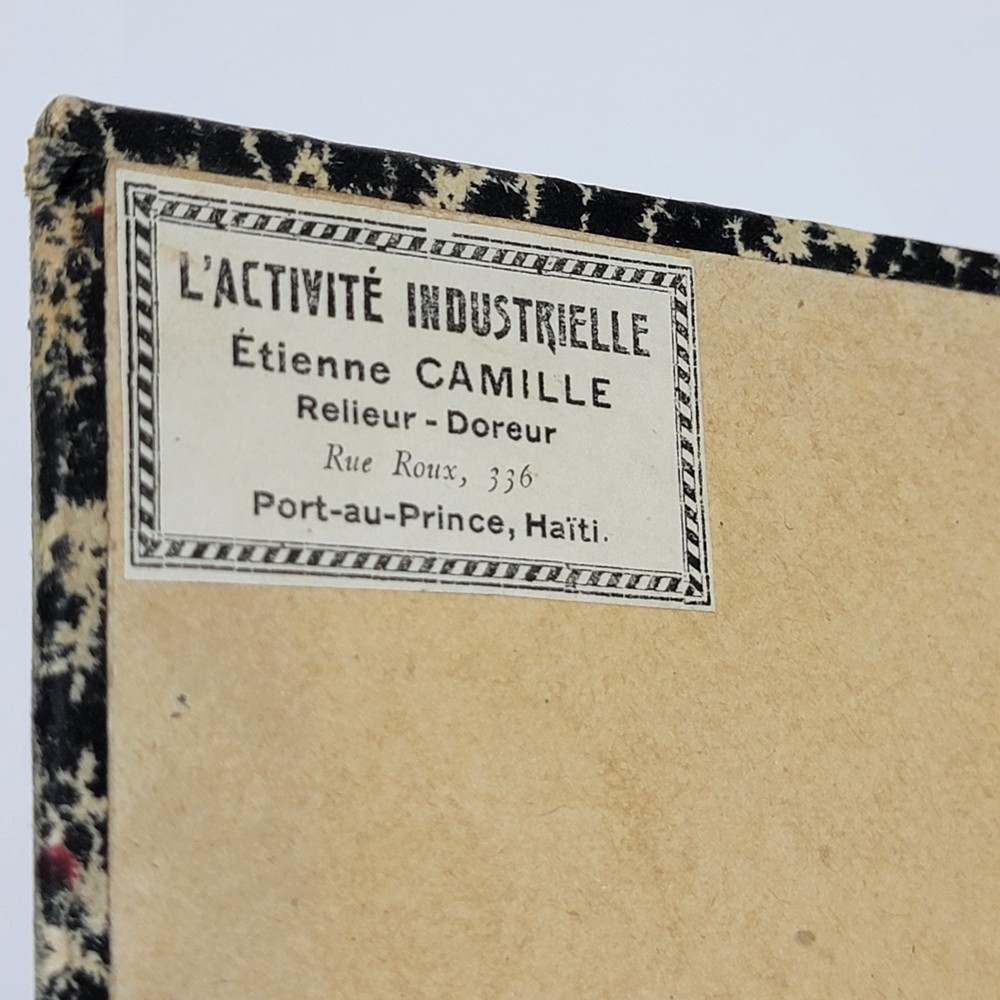 L'ACTIVITÉ INDUSTRIELLE
Étienne CAMILLE
Relieur - Doreur
Rue Roux, 336
Port-au-Prince, Haïti.